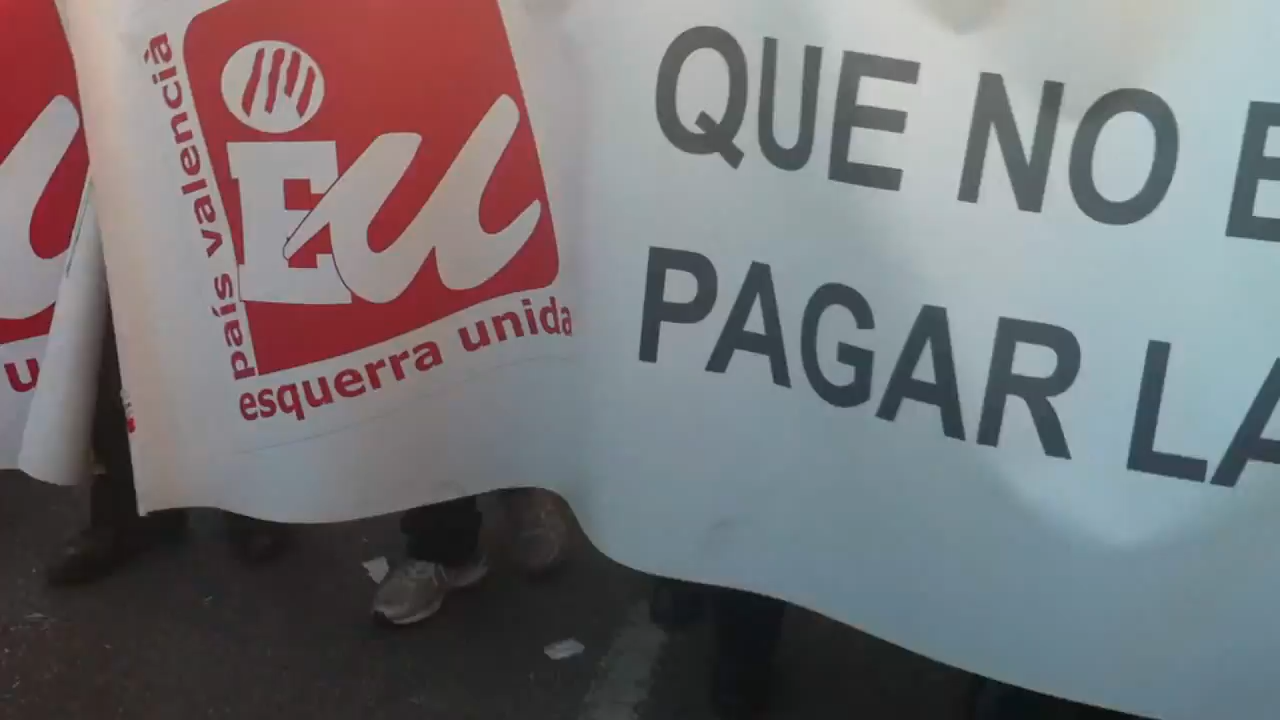 país valencià
EU
esquerra unida
QUE NO E
PAGAR LA
u